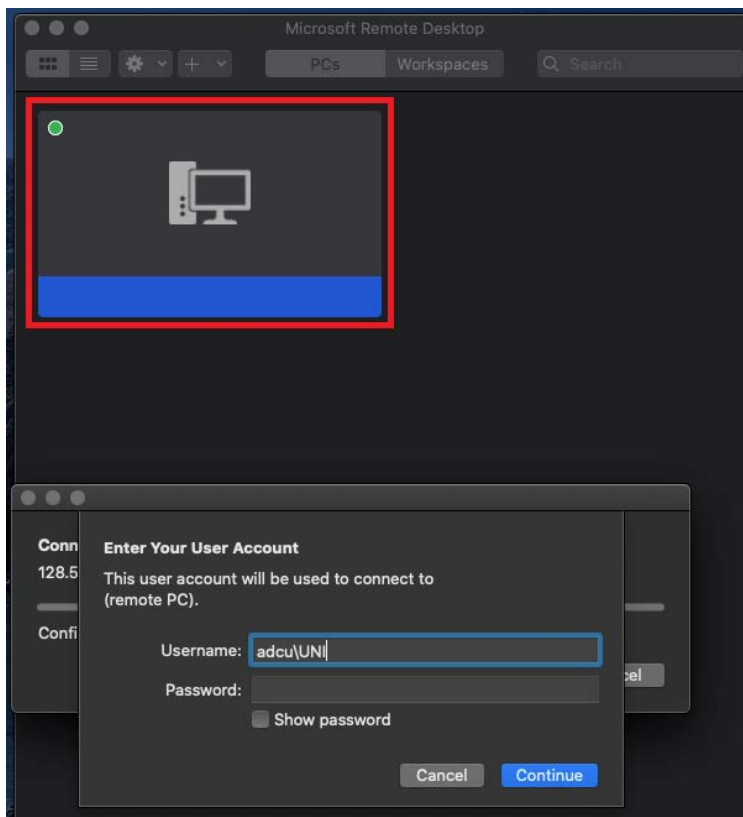 Microsoft Remote Desktop
PCs Workspaces Search
Conn
128.5
Confi
Enter Your User Account
This user account will be used to connect to
(remote PC).
Username: adcu\UNI
Password:
Show password
Cancel Continue
cel